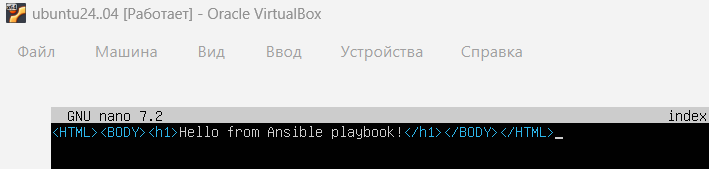 ubuntu24..04 [Работает] - Oracle VirtualBox
Файл Машина Вид Ввод Устройства Справка
GNU nano 7.2 index
<HTML><BODY><h1>Hello from Ansible playbook!</h1></BODY></HTML>_